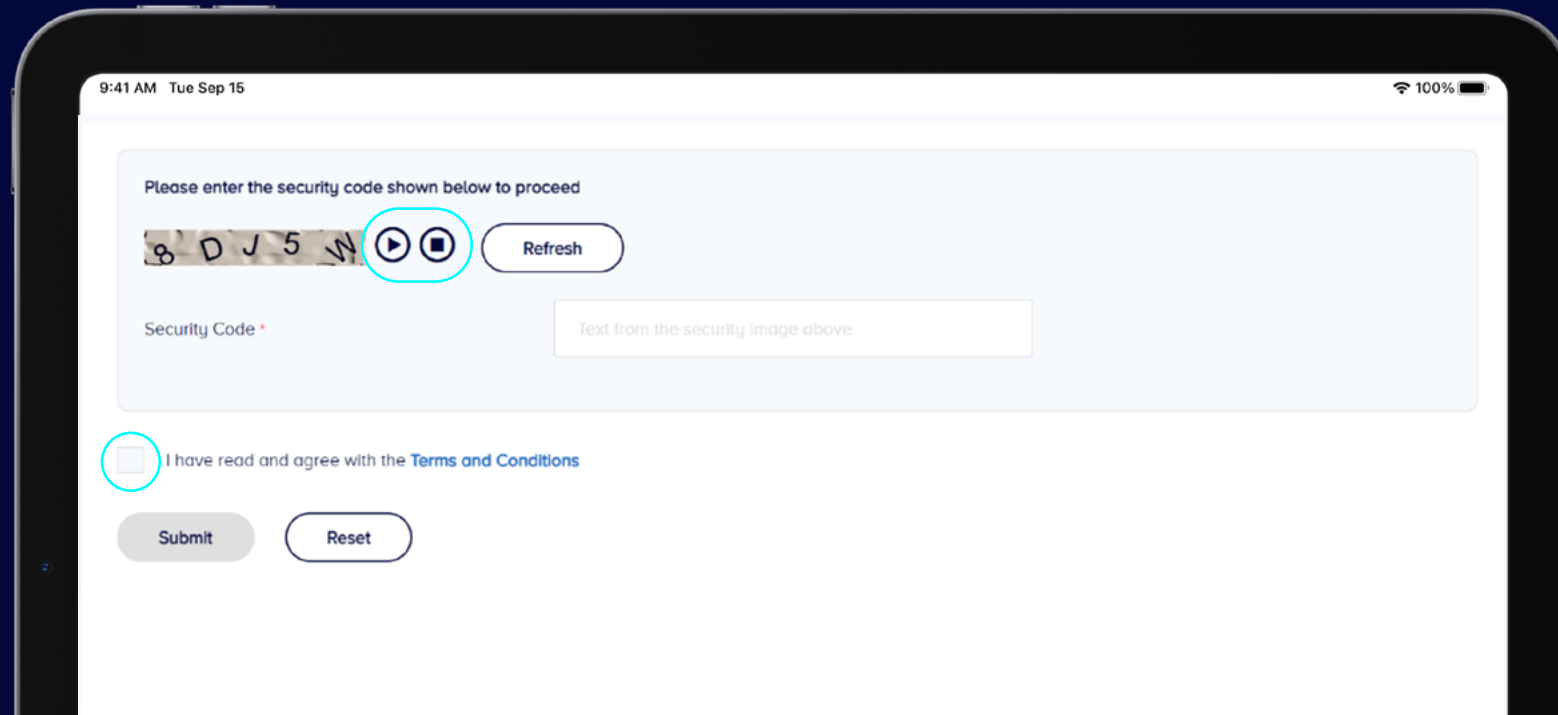 9:41 AM Tue Sep 15 100%
Please enter the security code shown below to proceed
8 D J 5 W Refresh
Security Code * Text from the security image above
I have read and agree with the Terms and Conditions
Submit Reset